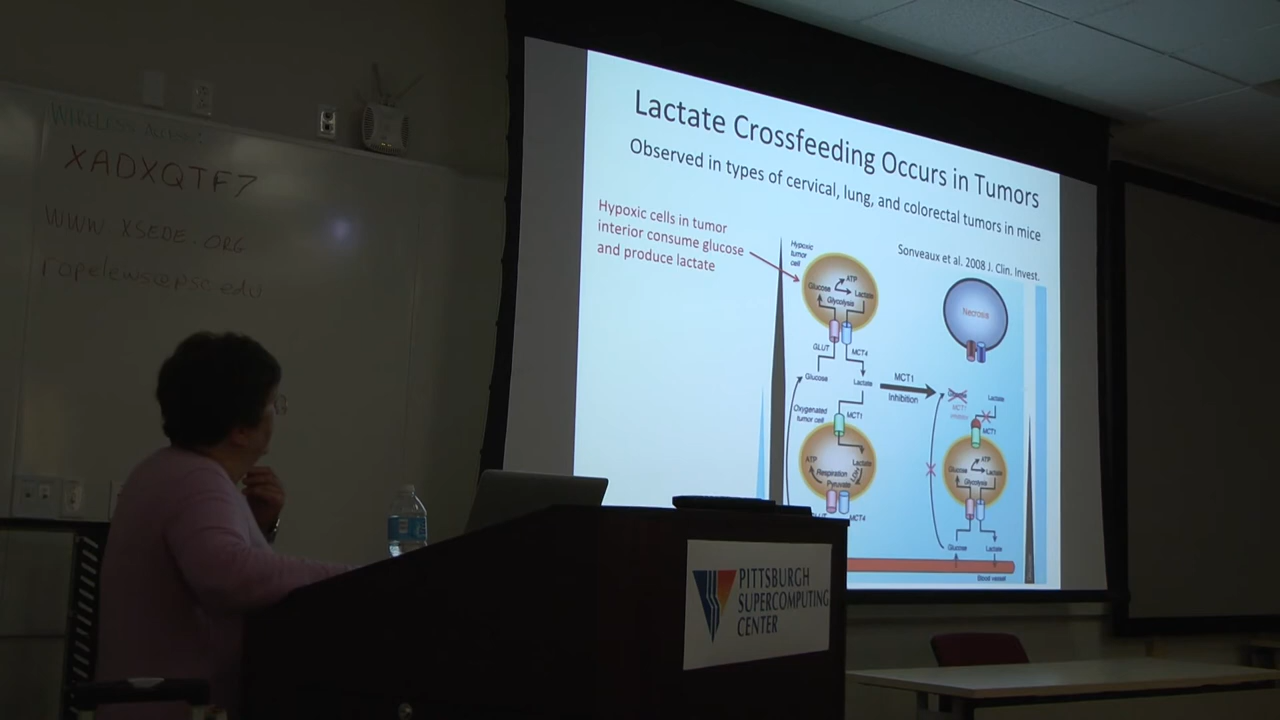 WIRELESS ACCESS:
XADXQTF7
WWW XSEDE.ORG
Lactate Crossfeeding Occurs in Tumors
Observed in types of cervical, lung, and colorectal tumors in mice
Sonveaux et al. 2008 J. Clin. Invest.
Hypoxic cells in tumor
interior consume glucose
and produce lactate
Hypoxic
tumor
cell
ATP
Glucose
Lactate
Glycolysis
GLUT
MCT4
Glucose
Lactate
MCT1
Inhibition
Oxygenated
tumor cell
MCT1
ATP
Lactate
Respiration
Pyruvate
LDH
GLUT
MCT4
Necrosis
Lactate
MCT1
ATP
Glucose
Lactate
Glycolysis
Glucose
Lactate
Blood vessel
PITTSBURGH
SUPERCOMPUTING
CENTER